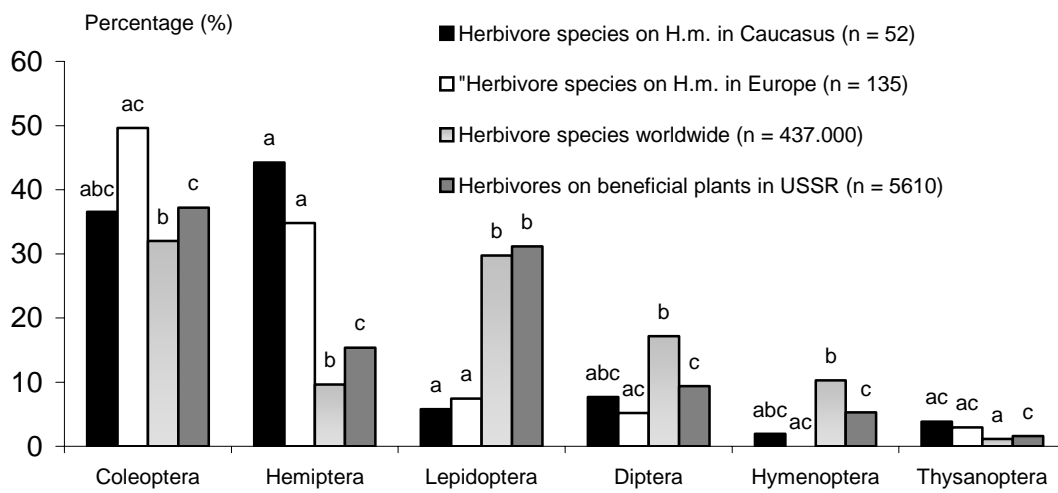 Percentage (%)
Herbivore species on H.m. in Caucasus (n = 52)
"Herbivore species on H.m. in Europe (n = 135)
Herbivore species worldwide (n = 437.000)
Herbivores on beneficial plants in USSR (n = 5610)
60
50
40
30
20
10
0
abc ac b c
a a b c
a a b b
abc ac b c
abc ac b c
ac ac a c
Coleoptera Hemiptera Lepidoptera Diptera Hymenoptera Thysanoptera